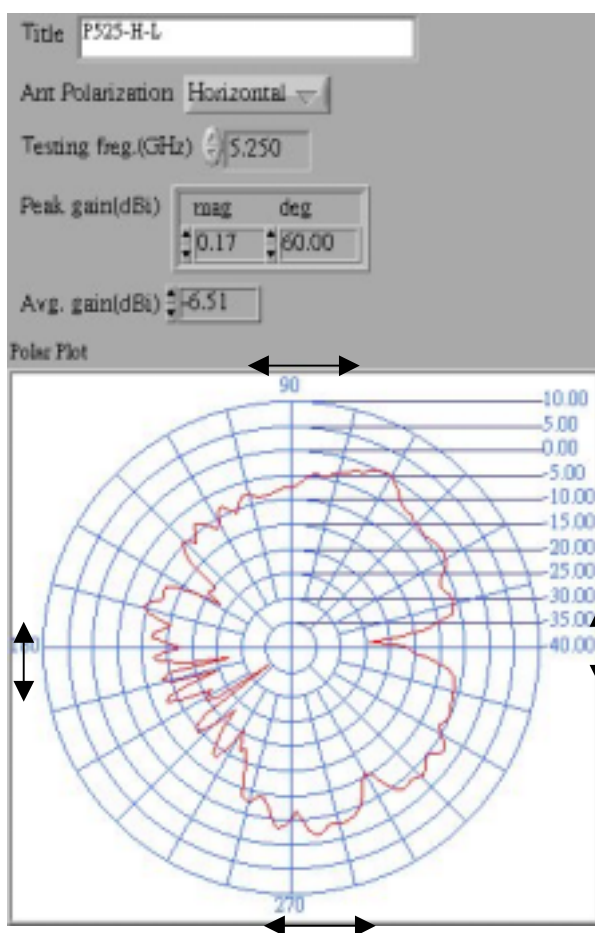 Title P525-H-L
Ant Polarization Horizontal
Testing freg.(GHz) 5.250
Peak gain(dBi) mag deg
0.17 60.00
Avg. gain(dBi) -6.51
Polar Plot
90
10.00
5.00
0.00
-5.00
-10.00
-15.00
-20.00
-25.00
-30.00
-35.00
180 -40.00
270